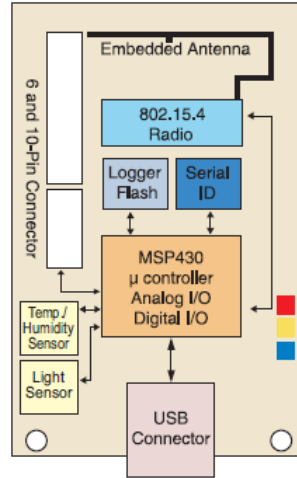 Embedded Antenna
6 and 10-Pin Connector
802.15.4
Radio
Logger
Flash
Serial
ID
MSP430
µ controller
Analog I/O
Digital I/O
Temp./
Humidity
Sensor
Light
Sensor
USB
Connector